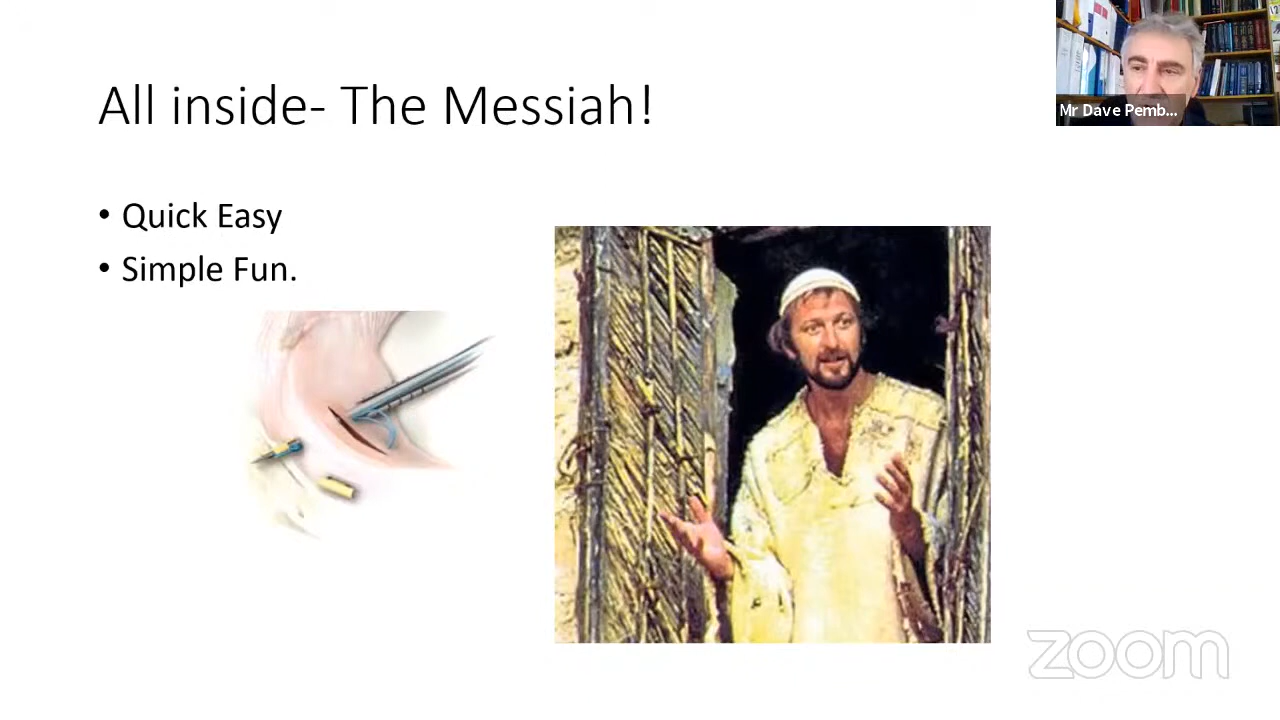 All inside- The Messiah!
• Quick Easy
• Simple Fun.
Mr Dave Pemb...
zoom